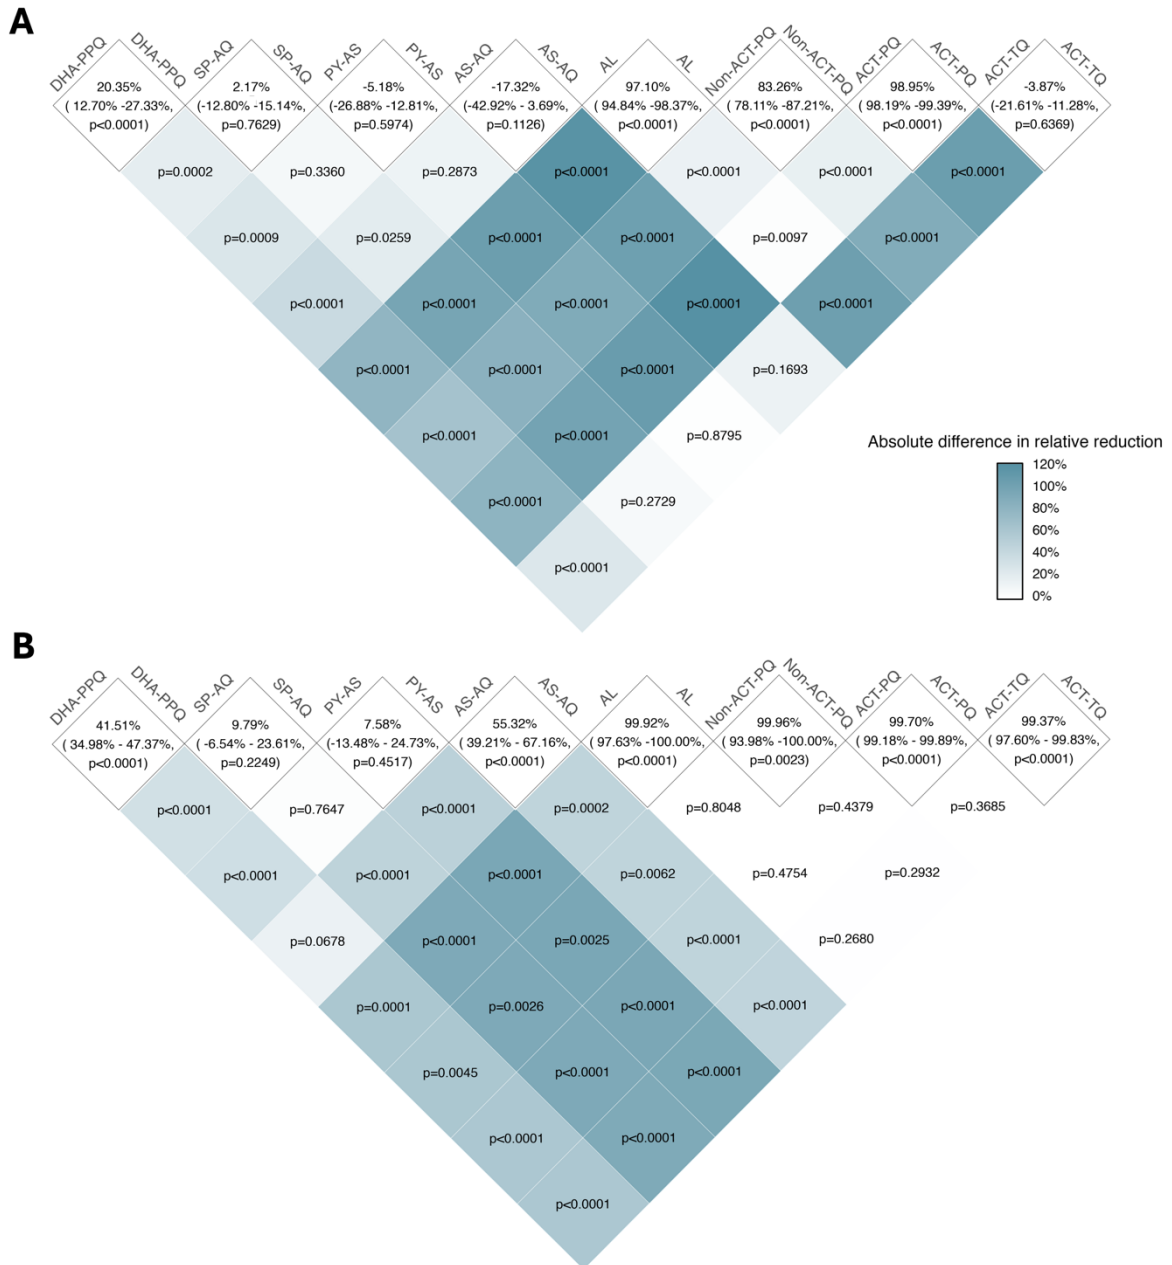 A
DHA-PPQ
DHA-PPQ
SP-AQ
SP-AQ
PY-AS
PY-AS
AS-AQ
AS-AQ
AL
AL
Non-ACT-PQ
Non-ACT-PQ
ACT-PQ
ACT-PQ
ACT-TQ
ACT-TQ
20.35%
( 12.70% -27.33%,
p<0.0001)
2.17%
(-12.80% -15.14%,
p=0.7629)
-5.18%
(-26.88% -12.81%,
p=0.5974)
-17.32%
(-42.92% - 3.69%,
p=0.1126)
97.10%
( 94.84% -98.37%,
p<0.0001)
83.26%
( 78.11% -87.21%,
p<0.0001)
98.95%
( 98.19% -99.39%,
p<0.0001)
-3.87%
(-21.61% -11.28%,
p=0.6369)
p=0.0002
p=0.3360
p=0.2873
p<0.0001
p<0.0001
p<0.0001
p<0.0001
p=0.0009
p=0.0259
p<0.0001
p<0.0001
p=0.0097
p<0.0001
p<0.0001
p<0.0001
p<0.0001
p<0.0001
p<0.0001
p<0.0001
p<0.0001
p<0.0001
p=0.1693
p<0.0001
p<0.0001
p=0.8795
p<0.0001
p=0.2729
p<0.0001
Absolute difference in relative reduction
120%
100%
80%
60%
40%
20%
0%
B
DHA-PPQ
DHA-PPQ
SP-AQ
SP-AQ
PY-AS
PY-AS
AS-AQ
AS-AQ
AL
AL
Non-ACT-PQ
Non-ACT-PQ
ACT-PQ
ACT-PQ
ACT-TQ
ACT-TQ
41.51%
( 34.98% - 47.37%,
p<0.0001)
9.79%
( -6.54% - 23.61%,
p=0.2249)
7.58%
(-13.48% - 24.73%,
p=0.4517)
55.32%
( 39.21% - 67.16%,
p<0.0001)
99.92%
( 97.63% -100.00%,
p<0.0001)
99.96%
( 93.98% -100.00%,
p=0.0023)
99.70%
( 99.18% - 99.89%,
p<0.0001)
99.37%
( 97.60% - 99.83%,
p<0.0001)
p<0.0001
p=0.7647
p<0.0001
p=0.0002
p=0.8048
p=0.4379
p=0.3685
p<0.0001
p<0.0001
p<0.0001
p=0.0062
p=0.4754
p=0.2932
p=0.0678
p<0.0001
p=0.0025
p<0.0001
p=0.2680
p=0.0001
p=0.0026
p<0.0001
p<0.0001
p=0.0045
p<0.0001
p<0.0001
p<0.0001
p<0.0001
p<0.0001